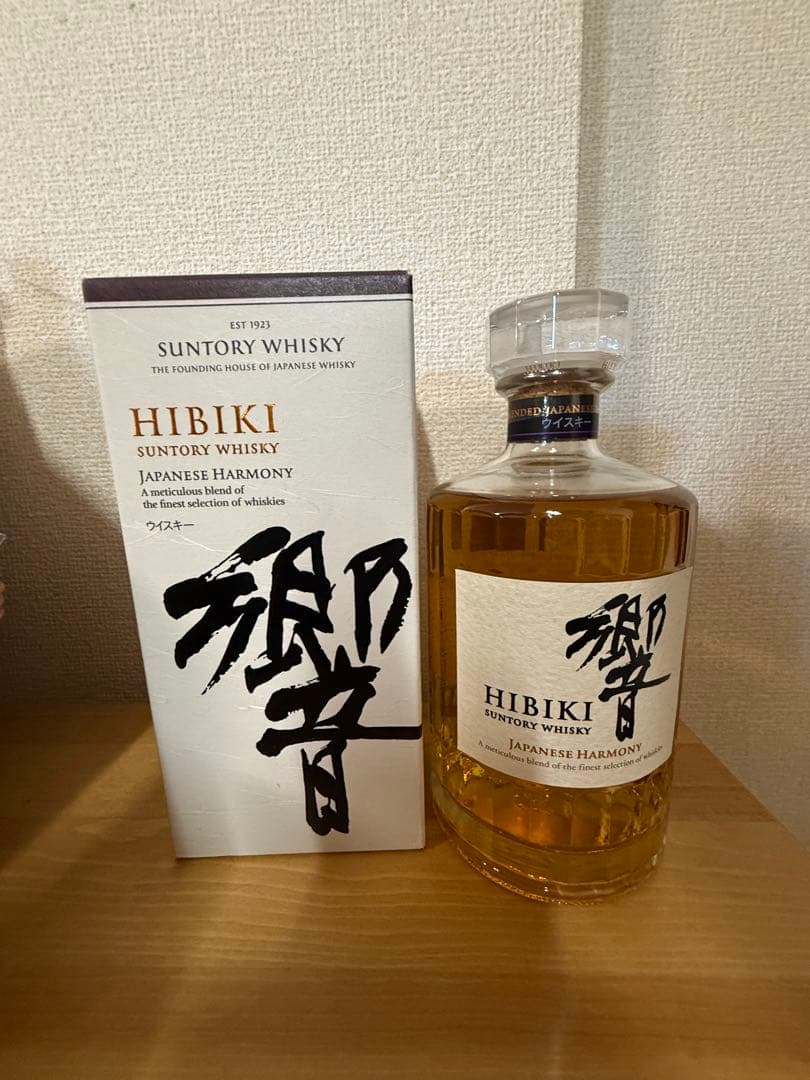 EST 1923
SUNTORY WHISKY
THE FOUNDING HOUSE OF JAPANESE WHISKY
HIBIKI
SUNTORY WHISKY
JAPANESE HARMONY
A meticulous blend of
the finest selection of whiskies
ウイスキー
響
JAPANESE
ウイスキー
響
HIBIKI
SUNTORY WHISKY
JAPANESE HARMONY
A meticulous blend of the finest selection of whiskies